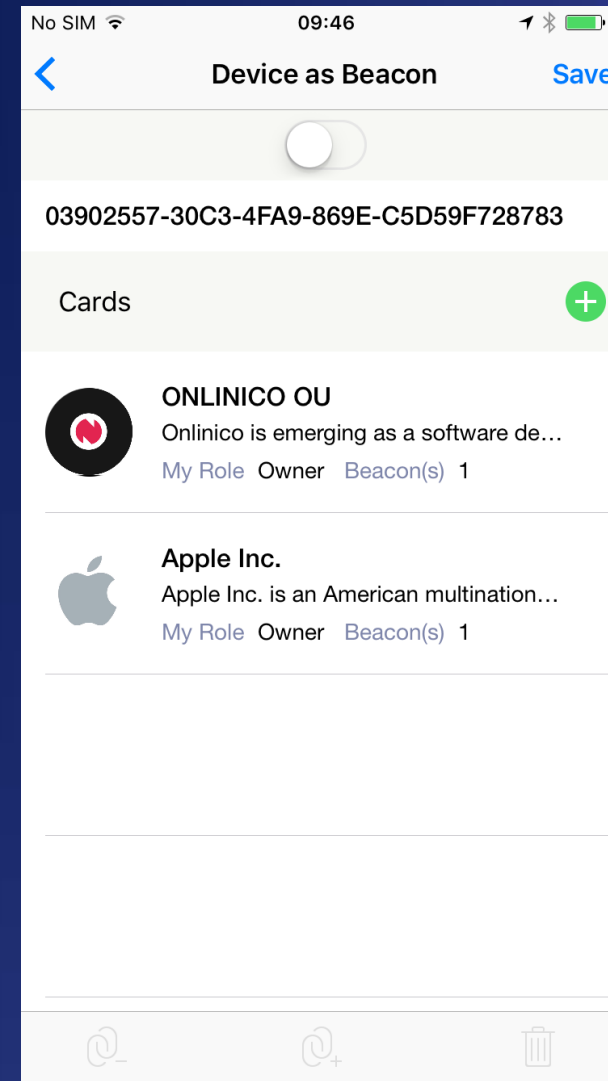 No SIM 09:46
Device as Beacon Save
03902557-30C3-4FA9-869E-C5D59F728783
Cards
ONLINICO OU
Onlinico is emerging as a software de...
My Role Owner Beacon(s) 1
Apple Inc.
Apple Inc. is an American multination...
My Role Owner Beacon(s) 1